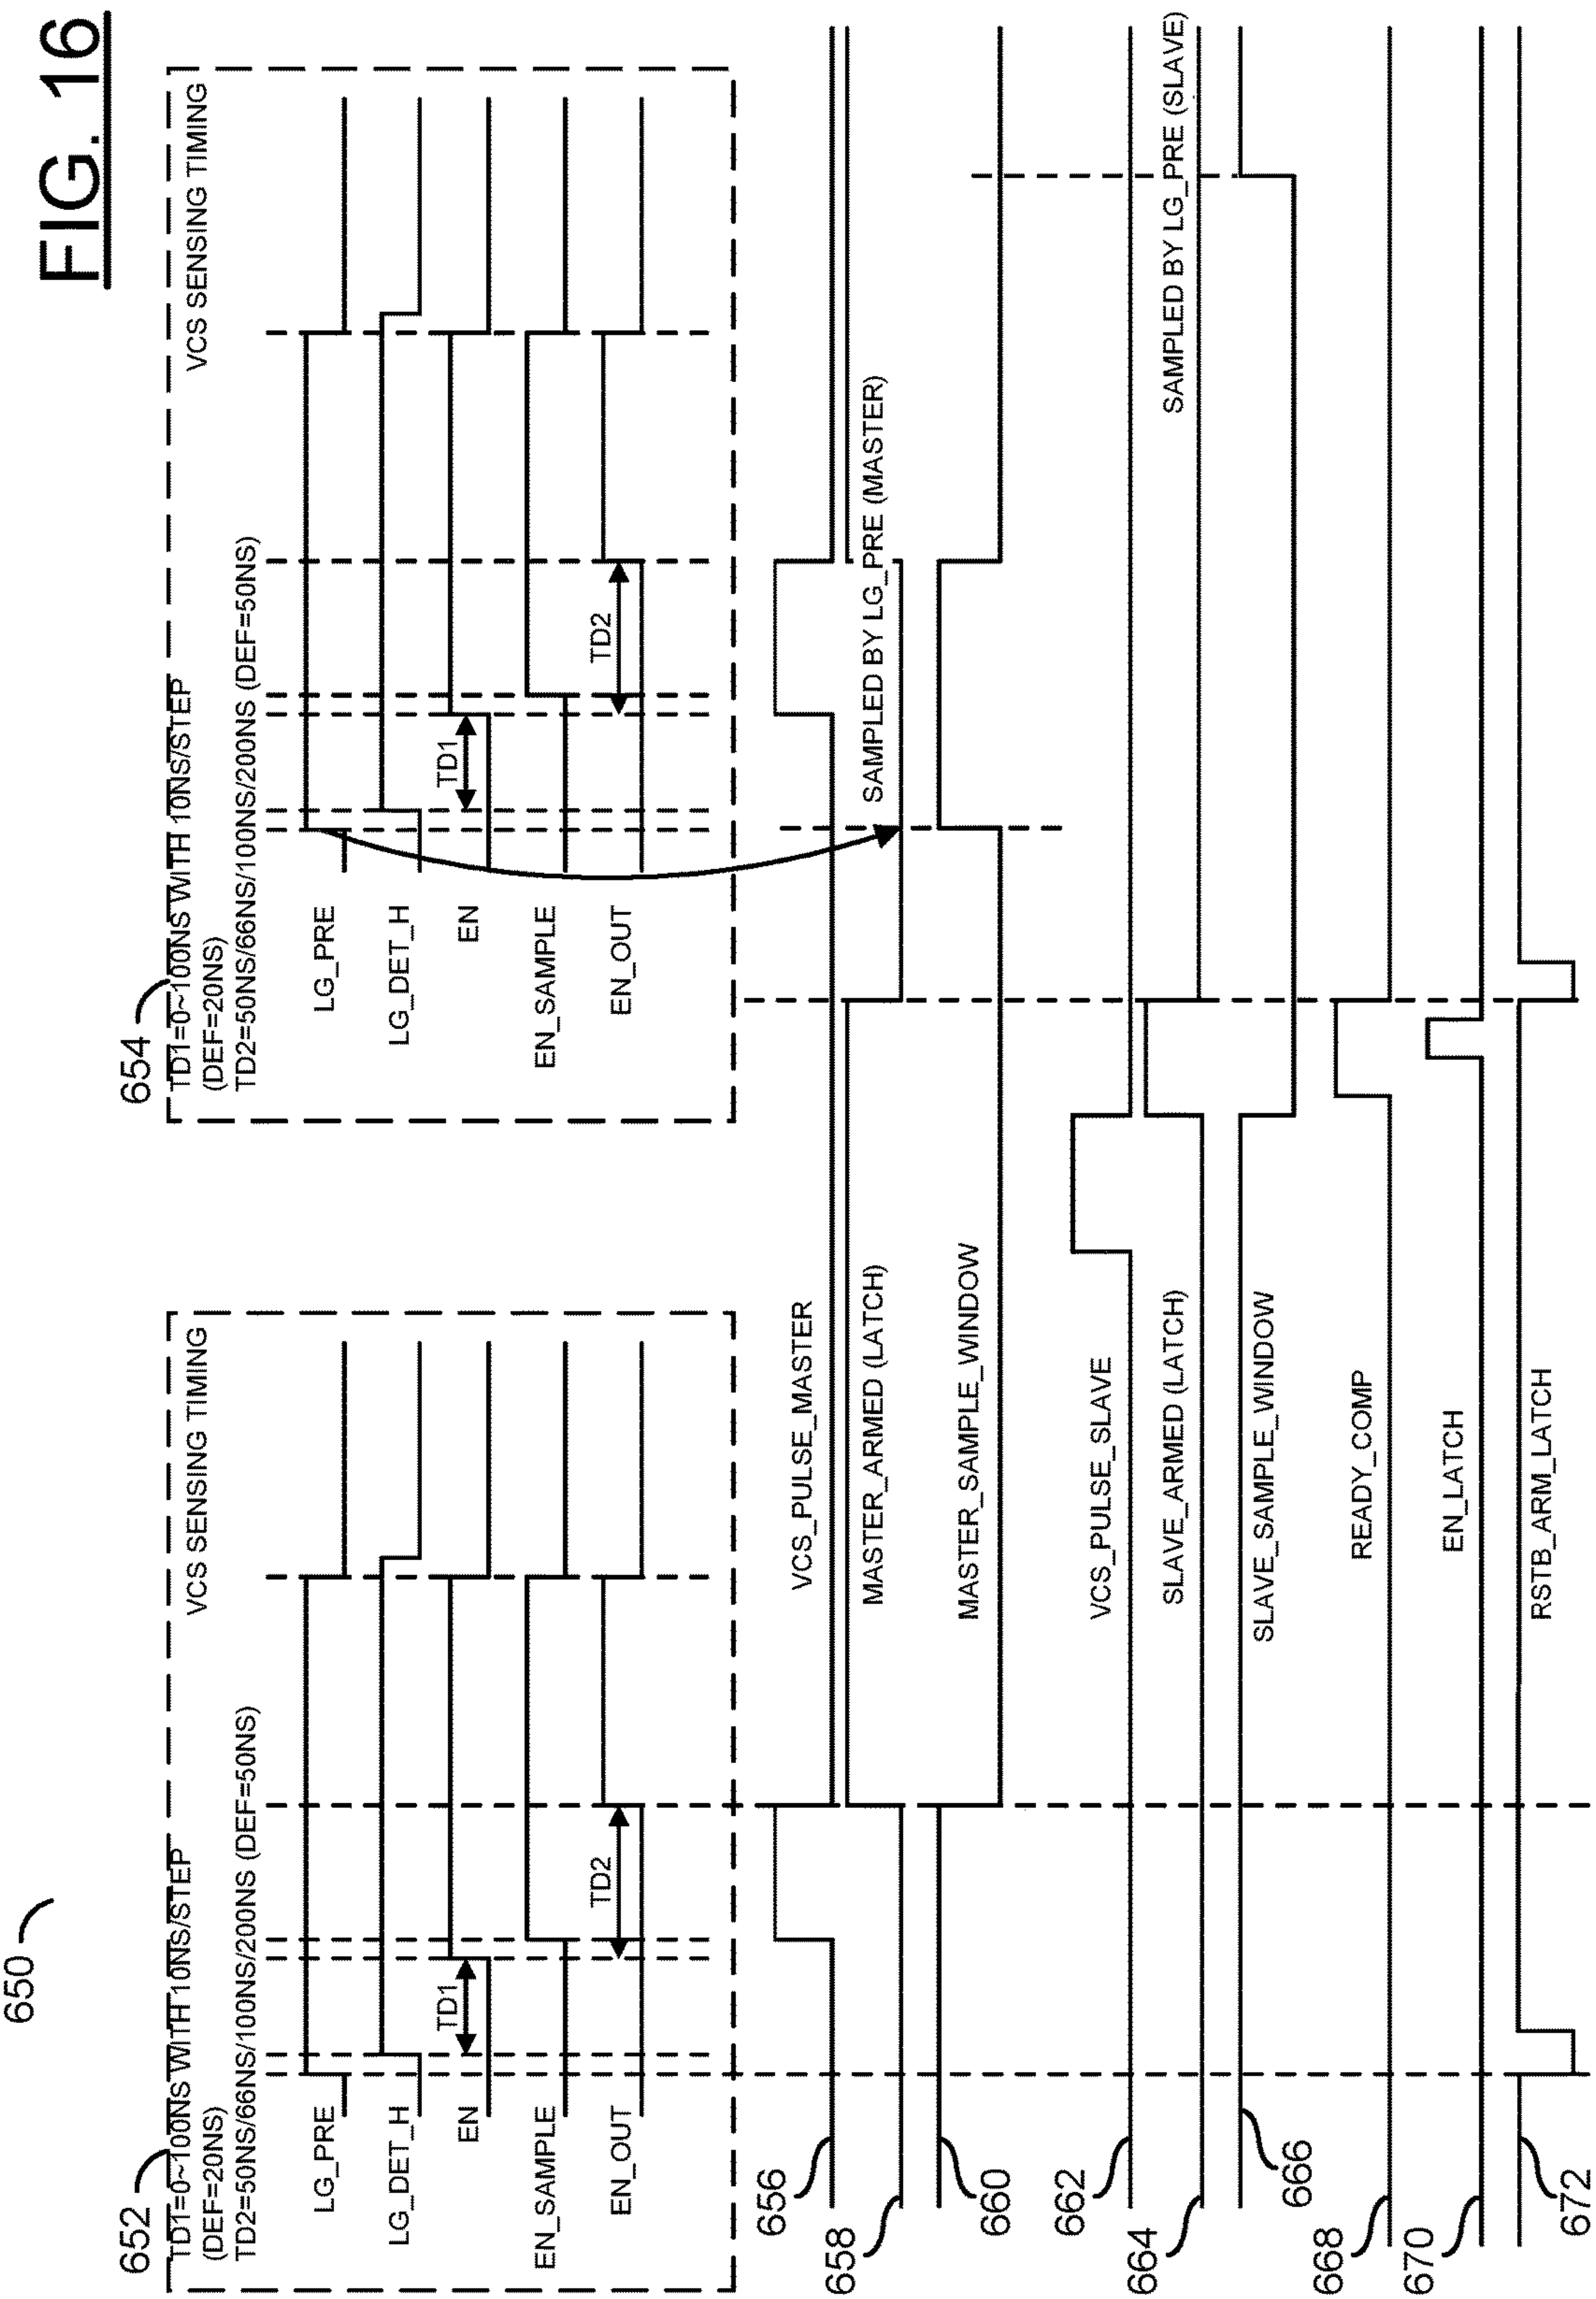 FIG. 16
650
652
TD1=0~100NS WITH 10NS/STEP
(DEF=20NS)
TD2=50NS/66NS/100NS/200NS (DEF=50NS)
VCS SENSING TIMING
LG_PRE
LG_DET_H
EN
TD1
EN_SAMPLE
EN_OUT
TD2
654
TD1=0~100NS WITH 10NS/STEP
(DEF=20NS)
TD2=50NS/66NS/100NS/200NS (DEF=50NS)
VCS SENSING TIMING
LG_PRE
LG_DET_H
EN
TD1
EN_SAMPLE
EN_OUT
TD2
656
VCS_PULSE_MASTER
658
MASTER_ARMED (LATCH)
SAMPLED BY LG_PRE (MASTER)
660
MASTER_SAMPLE_WINDOW
662
VCS_PULSE_SLAVE
664
SLAVE_ARMED (LATCH)
SAMPLED BY LG_PRE (SLAVE)
666
SLAVE_SAMPLE_WINDOW
668
READY_COMP
670
EN_LATCH
672
RSTB_ARM_LATCH